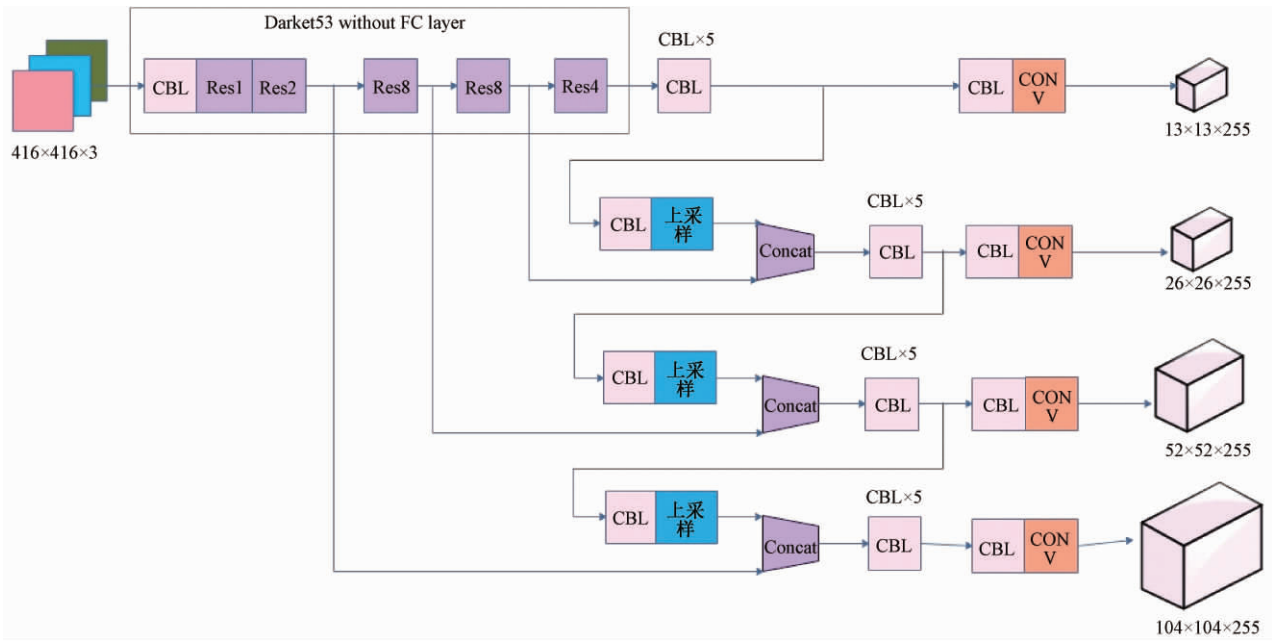 Darket53 without FC layer
CBL×5
CBL
Res1
Res2
Res8
Res8
Res4
CBL
CBL
CON
V
416×416×3
13×13×255
CBL×5
CBL
上采
样
Concat
CBL
CBL
CON
V
26×26×255
CBL×5
CBL
上采
样
Concat
CBL
CBL
CON
V
52×52×255
CBL×5
CBL
上采
样
Concat
CBL
CBL
CON
V
104×104×255